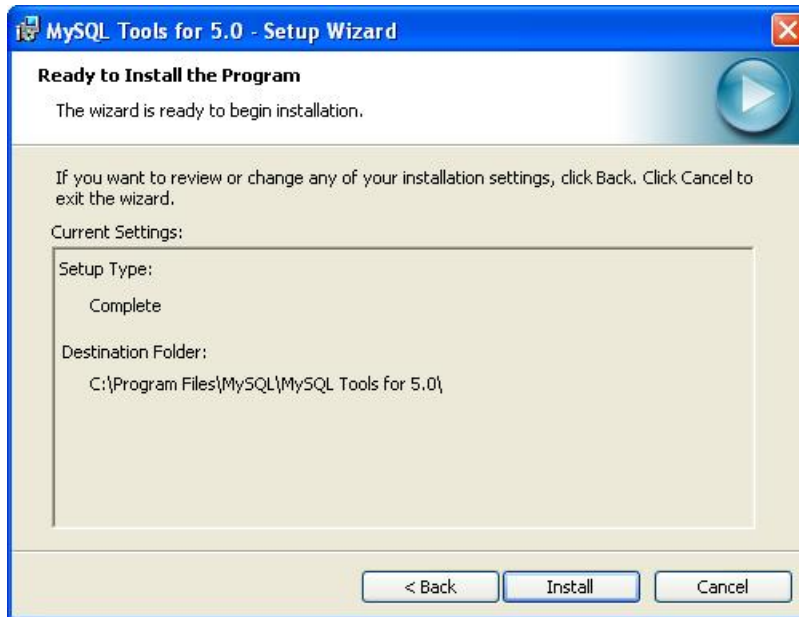 MySQL Tools for 5.0 - Setup Wizard
Ready to Install the Program
The wizard is ready to begin installation.
If you want to review or change any of your installation settings, click Back. Click Cancel to
exit the wizard.
Current Settings:
Setup Type:
Complete
Destination Folder:
C:\Program Files\MySQL\MySQL Tools for 5.0\
< Back
Install
Cancel